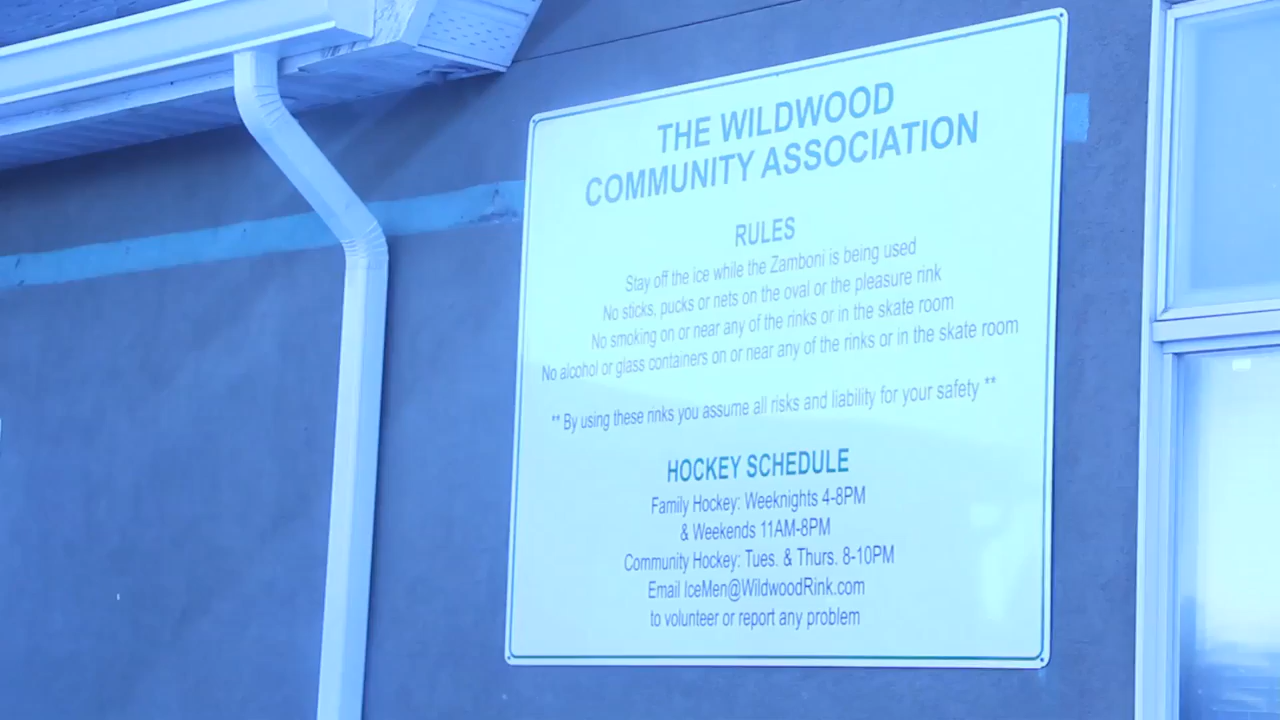 THE WILDWOOD
COMMUNITY ASSOCIATION
RULES
Stay off the ice while the Zamboni is being used
No sticks, pucks or nets on the oval or the pleasure rink
No smoking on or near any of the rinks or in the skate room
No alcohol or glass containers on or near any of the rinks or in the skate room
** By using these rinks you assume all risks and liability for your safety **
HOCKEY SCHEDULE
Family Hockey: Weeknights 4-8PM
& Weekends 11AM-8PM
Community Hockey: Tues. & Thurs. 8-10PM
Email IceMen@WildwoodRink.com
to volunteer or report any problem